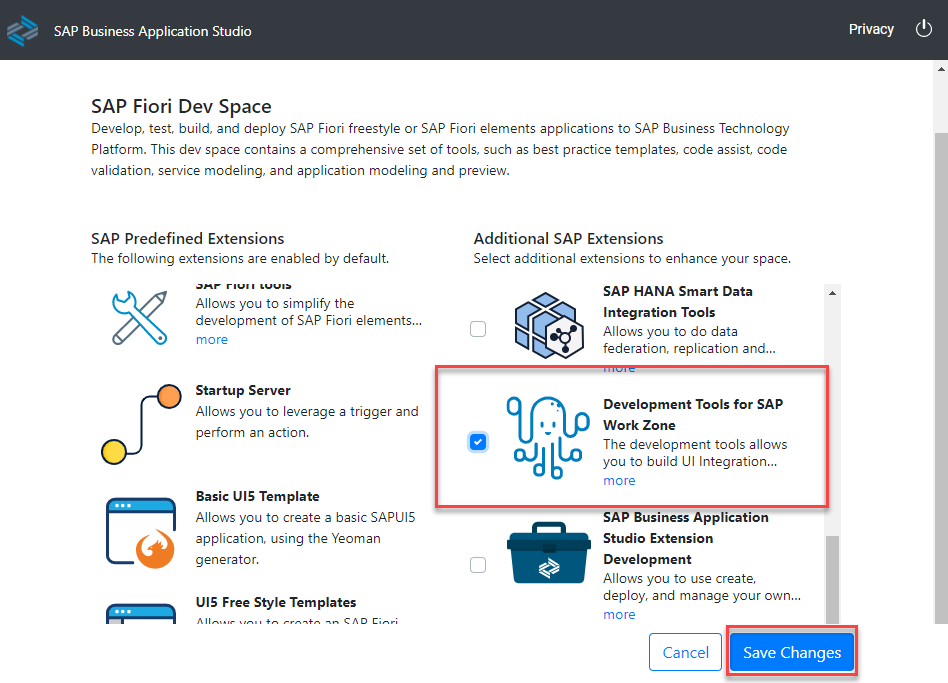 SAP Business Application Studio
Privacy
SAP Fiori Dev Space
Develop, test, build, and deploy SAP Fiori freestyle or SAP Fiori elements applications to SAP Business Technology
Platform. This dev space contains a comprehensive set of tools, such as best practice templates, code assist, code
validation, service modeling, and application modeling and preview.
SAP Predefined Extensions
The following extensions are enabled by default.
SAP Fiori tools
Allows you to simplify the
development of SAP Fiori elements...
more
Startup Server
Allows you to leverage a trigger and
perform an action.
Basic UI5 Template
Allows you to create a basic SAPUI5
application, using the Yeoman
generator.
UI5 Free Style Templates
Allows you to create an SAP Fiori
Additional SAP Extensions
Select additional extensions to enhance your space.
SAP HANA Smart Data
Integration Tools
Allows you to do data
federation, replication and...
more
Development Tools for SAP
Work Zone
The development tools allows
you to build UI Integration...
more
SAP Business Application
Studio Extension
Development
Allows you to use create,
deploy, and manage your own...
more
Cancel
Save Changes